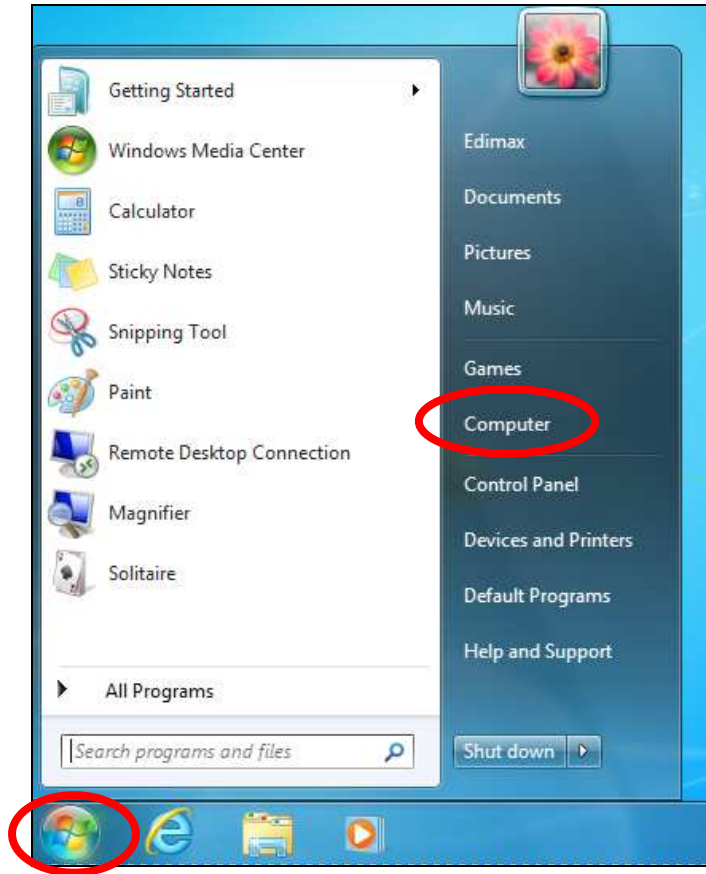 Getting Started
Windows Media Center
Calculator
Sticky Notes
Snipping Tool
Paint
Remote Desktop Connection
Magnifier
Solitaire
All Programs
Search programs and files
Edimax
Documents
Pictures
Music
Games
Computer
Control Panel
Devices and Printers
Default Programs
Help and Support
Shut down